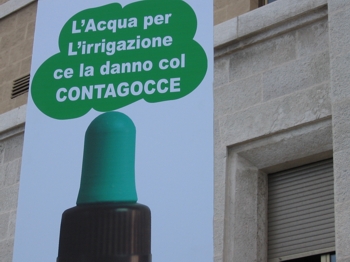 L'Acqua per
L'irrigazione
ce la danno col
CONTAGOCCE